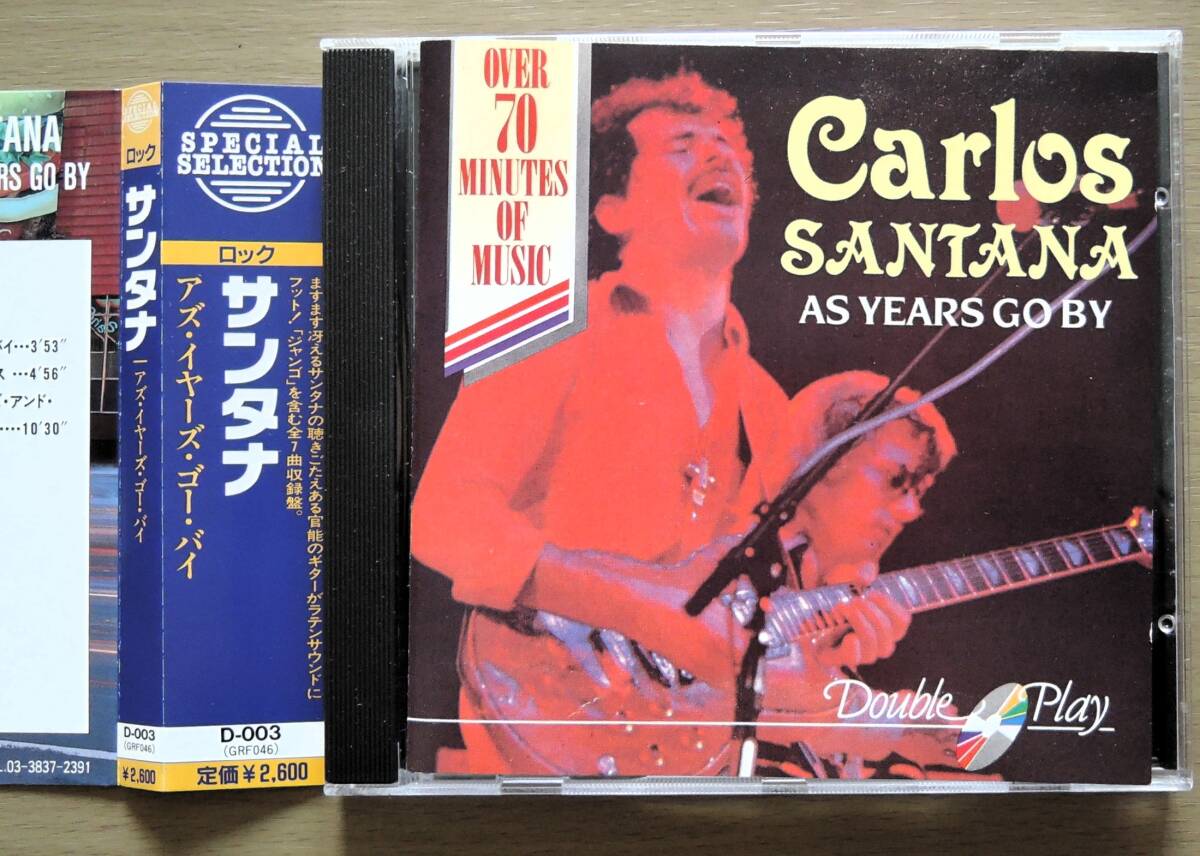 TANA
RS GO BY
バイ…3′53″
ス …4′56″
ズ・アンド・
…10′30″
.03-3837-2391
SPECIAL
ロック
サンタナ
アズ・イヤーズ・ゴー・バイ
D-003
(GRF046)
¥2,600
SPECIAL
SELECTION
ロック
サンタナ
アズ・イヤーズ・ゴー・バイ
ますます冴えるサンタナの聴きごたえある官能のギターがラテンサウンドに
フット!「ジャンゴ」を含む全7曲収録盤。
D-003
(GRF046)
定価¥2,600
OVER
70
MINUTES
OF
MUSIC
Carlos
SANTANA
AS YEARS GO BY
Double Play